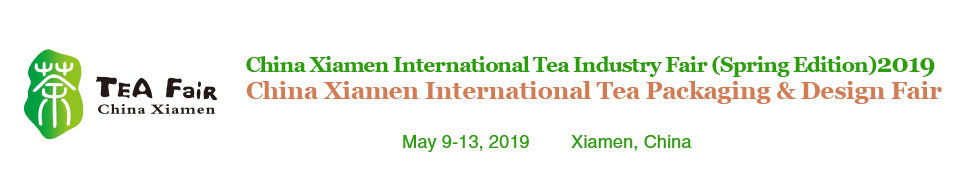 茶
TEA FaiR
China Xiamen
China Xiamen International Tea Industry Fair (Spring Edition)2019
China Xiamen International Tea Packaging & Design Fair
May 9-13, 2019 Xiamen, China